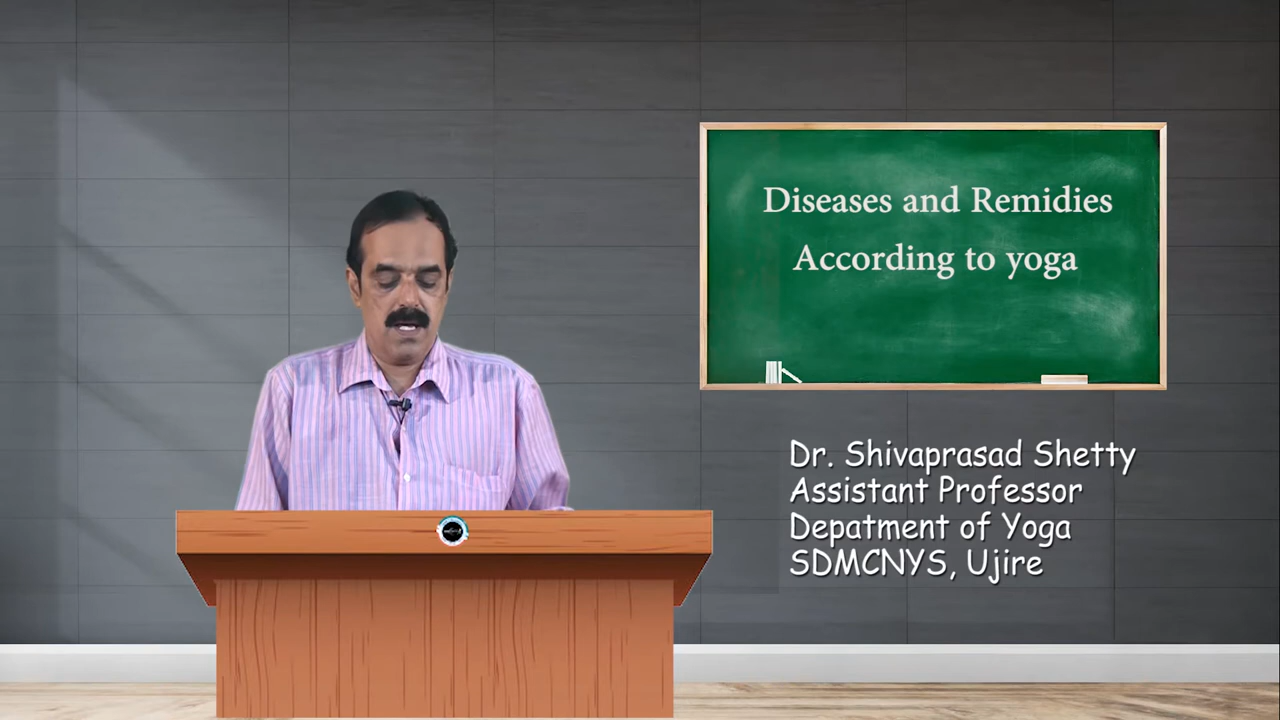 Diseases and Remidies
According to yoga
Dr. Shivaprasad Shetty
Assistant Professor
Depatment of Yoga
SDMCNYS, Ujire